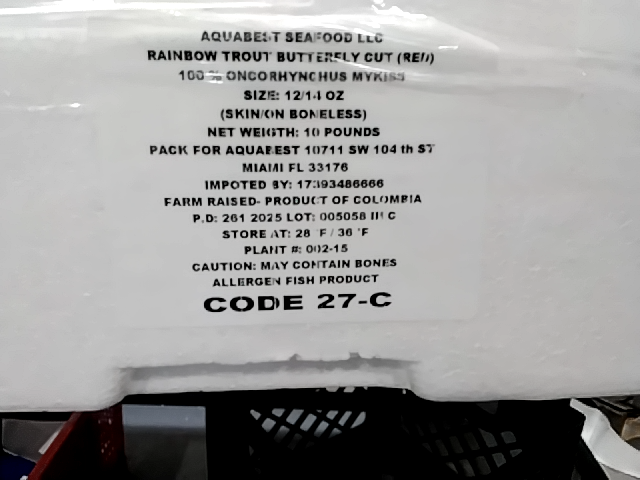 AQUABEST SEAFOOD LLC
RAINBOW TROUT BUTTERFLY CUT (RED)
100 % ONCORHYNCHUS MYKISS
SIZE: 12/14 OZ
(SKIN/ON BONELESS)
NET WEIGTH: 10 POUNDS
PACK FOR AQUABEST 10711 SW 104 th ST
MIAMI FL 33176
IMPOTED BY: 17393486666
FARM RAISED- PRODUCT OF COLOMBIA
P.D: 261 2025 LOT: 005058 C
STORE AT: 28 °F / 36 °F
PLANT #: 002-15
CAUTION: MAY CONTAIN BONES
ALLERGEN FISH PRODUCT
CODE 27-C